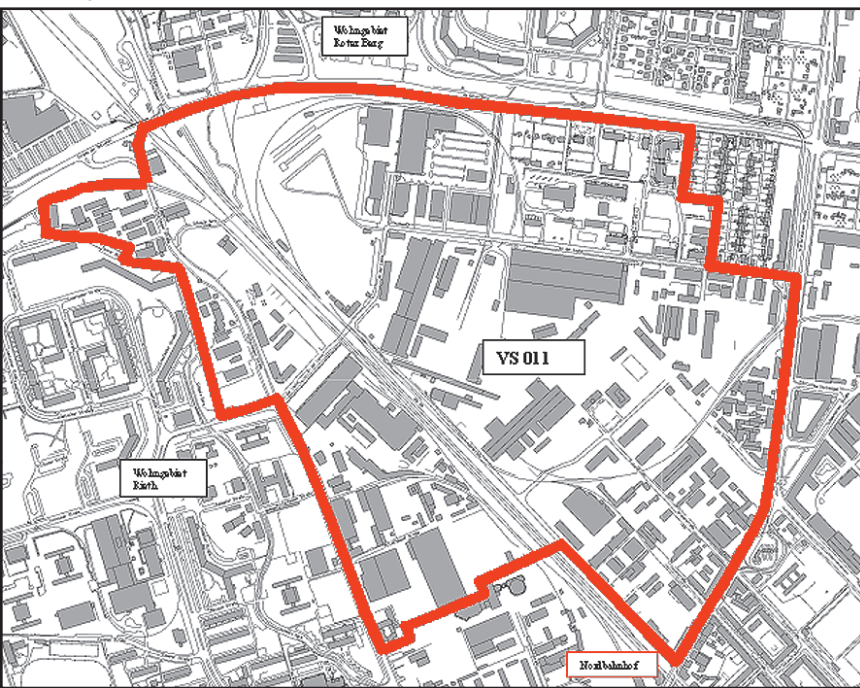 Wohngebiet
Roter Berg
VS 011
Wohngebiet
Rieth
Nordbahnhof